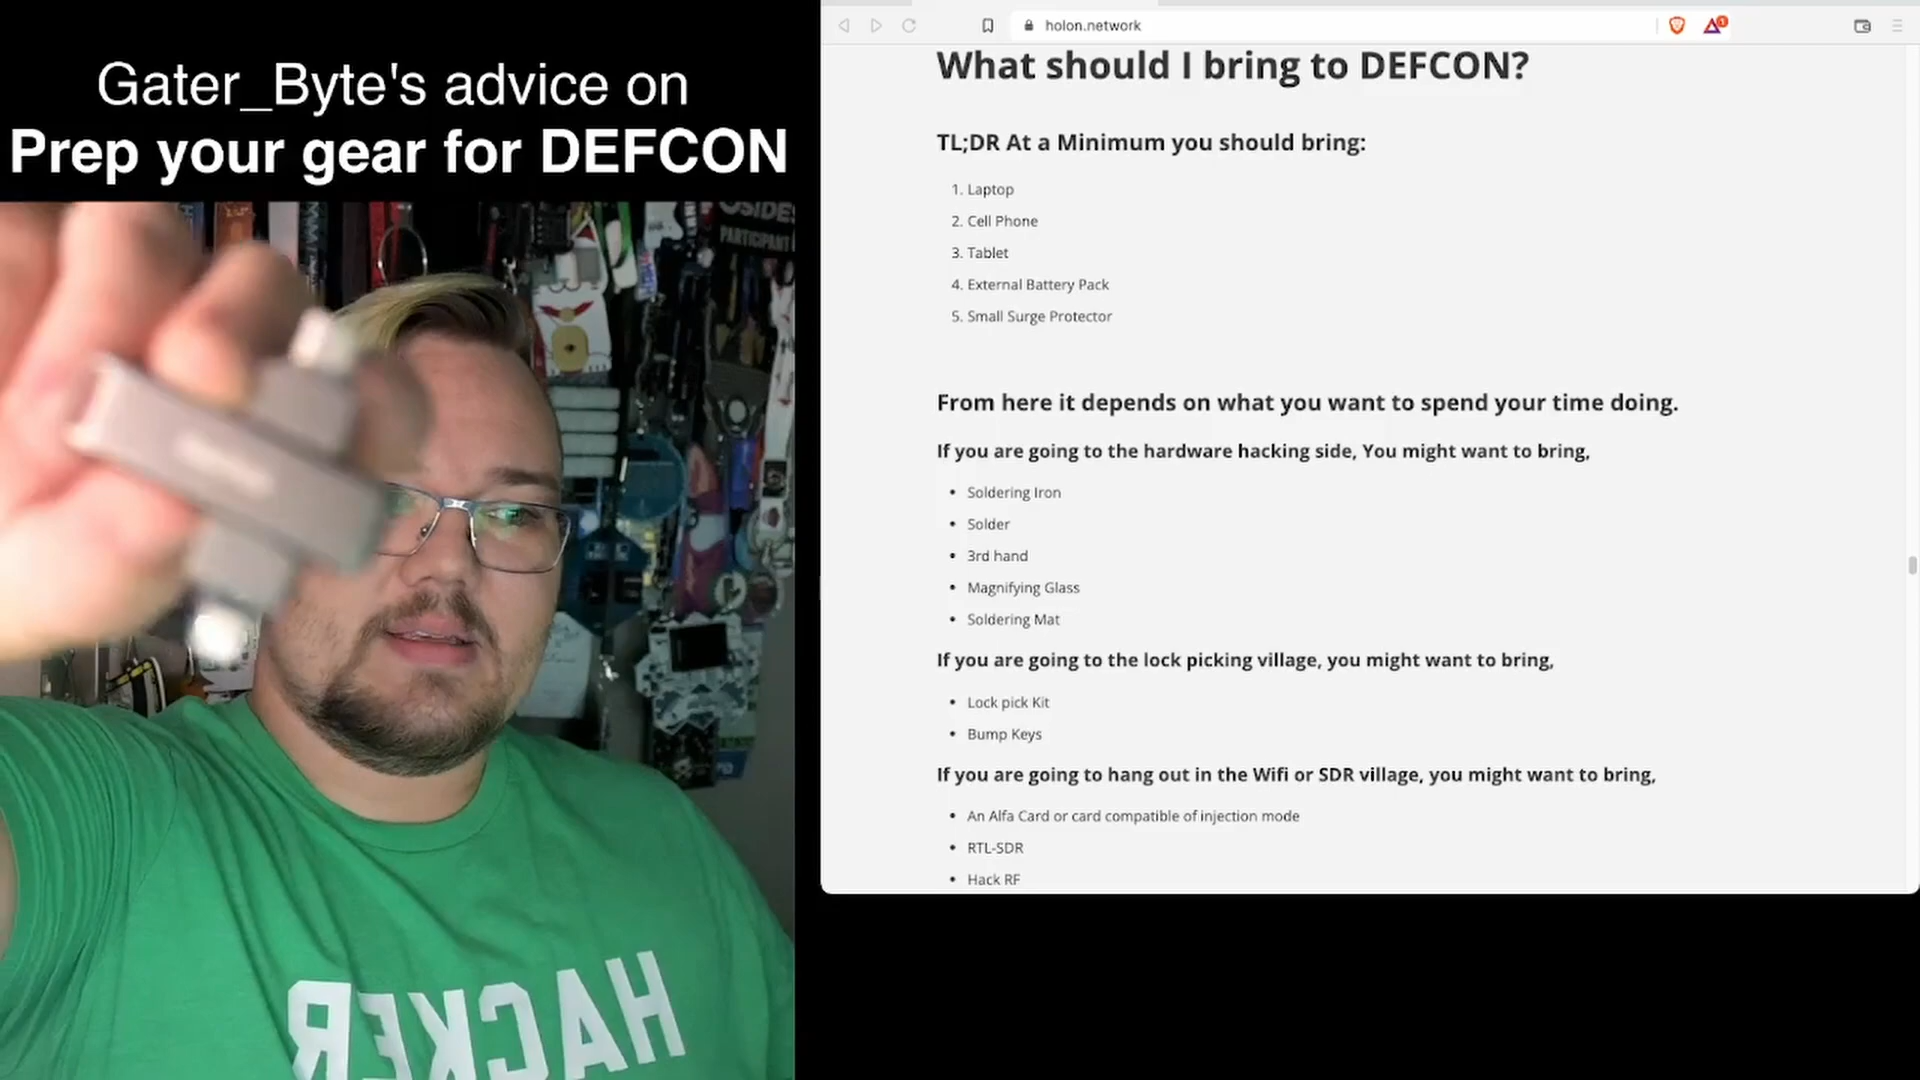 Gater_Byte's advice on
Prep your gear for DEFCON
SIDES
PARTICIPANT
HACKER
holon.network
What should I bring to DEFCON?
TL;DR At a Minimum you should bring:
1. Laptop
2. Cell Phone
3. Tablet
4. External Battery Pack
5. Small Surge Protector
From here it depends on what you want to spend your time doing.
If you are going to the hardware hacking side, You might want to bring,
• Soldering Iron
• Solder
• 3rd hand
• Magnifying Glass
• Soldering Mat
If you are going to the lock picking village, you might want to bring,
• Lock pick Kit
• Bump Keys
If you are going to hang out in the Wifi or SDR village, you might want to bring,
• An Alfa Card or card compatible of injection mode
• RTL-SDR
• Hack RF